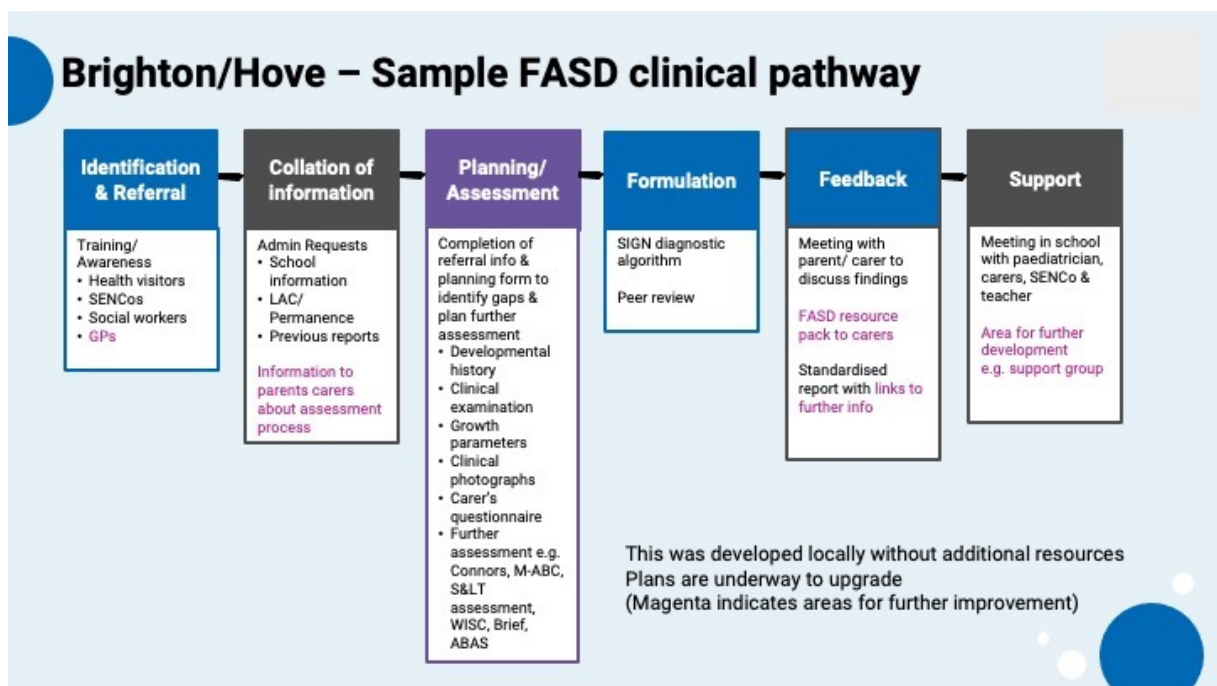 Brighton/Hove – Sample FASD clinical pathway
Identification
& Referral
Training/
Awareness
• Health visitors
• SENCos
• Social workers
• GPs
Collation of
information
Admin Requests
• School
information
• LAC/
Permanence
• Previous reports
Information to
parents carers
about assessment
process
Planning/
Assessment
Completion of
referral info &
planning form to
identify gaps &
plan further
assessment
• Developmental
history
• Clinical
examination
• Growth
parameters
• Clinical
photographs
• Carer's
questionnaire
• Further
assessment e.g.
Connors, M-ABC,
S&LT
assessment,
WISC, Brief,
ABAS
Formulation
SIGN diagnostic
algorithm
Peer review
Feedback
Meeting with
parent/ carer to
discuss findings
FASD resource
pack to carers
Standardised
report with links to
further info
Support
Meeting in school
with paediatrician,
carers, SENCo &
teacher
Area for further
development
e.g. support group
This was developed locally without additional resources
Plans are underway to upgrade
(Magenta indicates areas for further improvement)